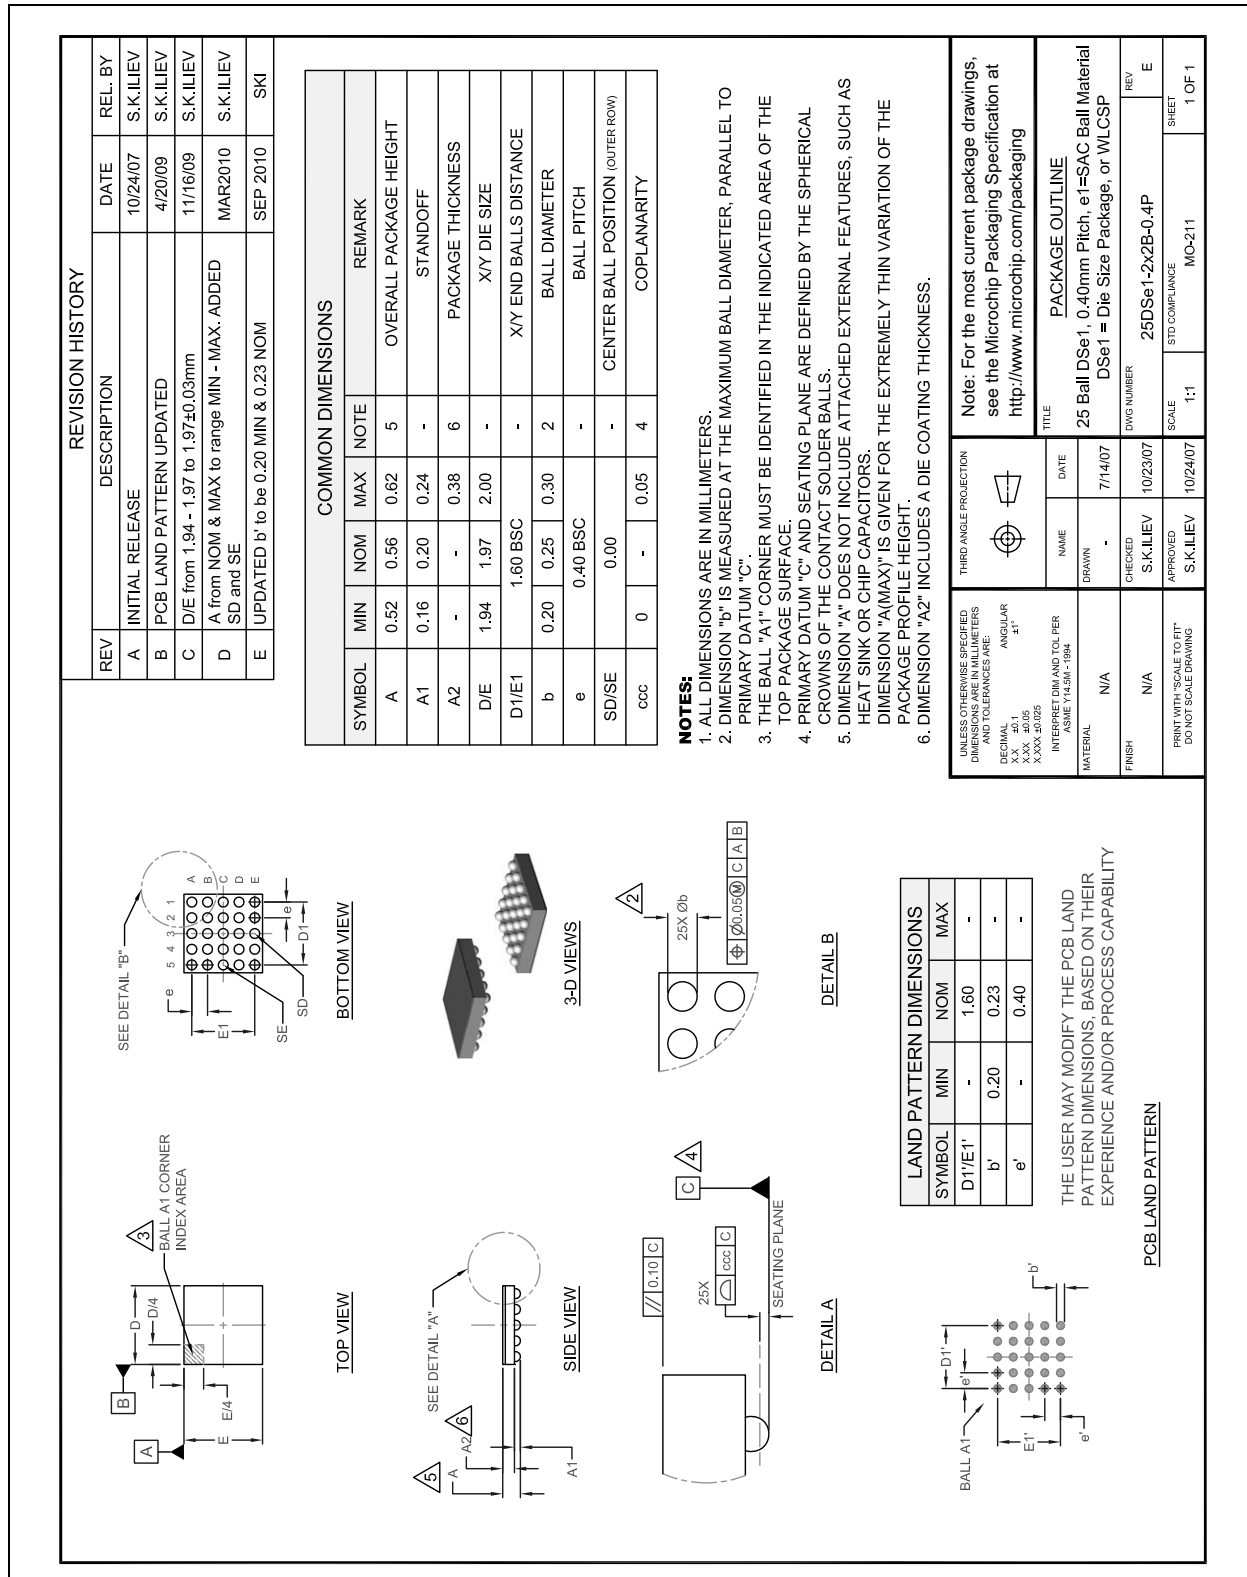 REVISION HISTORY
REV DESCRIPTION DATE REL. BY
A INITIAL RELEASE 10/24/07 S.K.ILIEV
B PCB LAND PATTERN UPDATED 4/20/09 S.K.ILIEV
C D/E from 1.94 - 1.97 to 1.97±0.03mm 11/16/09 S.K.ILIEV
D A from NOM & MAX to range MIN - MAX. ADDED SD and SE MAR2010 S.K.ILIEV
E UPDATED b' to be 0.20 MIN & 0.23 NOM SEP 2010 SKI
A
B
D
D/4
E
E/4
3
BALL A1 CORNER
INDEX AREA
TOP VIEW
SEE DETAIL "B"
5 4 3 2 1
A
B
C
D
E
e
E1
SE
SD
D1
e
BOTTOM VIEW
COMMON DIMENSIONS
SYMBOL MIN NOM MAX NOTE REMARK
A 0.52 0.56 0.62 5 OVERALL PACKAGE HEIGHT
A1 0.16 0.20 0.24 - STANDOFF
A2 - - 0.38 6 PACKAGE THICKNESS
D/E 1.94 1.97 2.00 - X/Y DIE SIZE
D1/E1 1.60 BSC - X/Y END BALLS DISTANCE
b 0.20 0.25 0.30 2 BALL DIAMETER
e 0.40 BSC - BALL PITCH
SD/SE 0.00 - CENTER BALL POSITION (OUTER ROW)
ccc 0 - 0.05 4 COPLANARITY
5
A
6
A2
A1
SEE DETAIL "A"
SIDE VIEW
3-D VIEWS
// 0.10 C
25X
ccc C
C
4
SEATING PLANE
DETAIL A
2
25X Øb
Ø0.05Ⓜ C A B
DETAIL B
NOTES:
1. ALL DIMENSIONS ARE IN MILLIMETERS.
2. DIMENSION "b" IS MEASURED AT THE MAXIMUM BALL DIAMETER, PARALLEL TO
PRIMARY DATUM "C".
3. THE BALL "A1" CORNER MUST BE IDENTIFIED IN THE INDICATED AREA OF THE
TOP PACKAGE SURFACE.
4. PRIMARY DATUM "C" AND SEATING PLANE ARE DEFINED BY THE SPHERICAL
CROWNS OF THE CONTACT SOLDER BALLS.
5. DIMENSION "A" DOES NOT INCLUDE ATTACHED EXTERNAL FEATURES, SUCH AS
HEAT SINK OR CHIP CAPACITORS.
DIMENSION "A(MAX)" IS GIVEN FOR THE EXTREMELY THIN VARIATION OF THE
PACKAGE PROFILE HEIGHT.
6. DIMENSION "A2" INCLUDES A DIE COATING THICKNESS.
BALL A1
e'
D1'
E1'
e'
b'
LAND PATTERN DIMENSIONS
SYMBOL MIN NOM MAX
D1'/E1' - 1.60 -
b' 0.20 0.23 -
e' - 0.40 -
THE USER MAY MODIFY THE PCB LAND
PATTERN DIMENSIONS, BASED ON THEIR
EXPERIENCE AND/OR PROCESS CAPABILITY
PCB LAND PATTERN
UNLESS OTHERWISE SPECIFIED
DIMENSIONS ARE IN MILLIMETERS
AND TOLERANCES ARE:
DECIMAL ANGULAR
X.X ±0.1 ±1°
X.XX ±0.05
X.XXX ±0.025
INTERPRET DIM AND TOL PER
ASME Y14.5M - 1994
MATERIAL
N/A
FINISH
N/A
PRINT WITH "SCALE TO FIT"
DO NOT SCALE DRAWING
THIRD ANGLE PROJECTION
NAME DATE
DRAWN
- 7/14/07
CHECKED
S.K.ILIEV 10/23/07
APPROVED
S.K.ILIEV 10/24/07
Note: For the most current package drawings,
see the Microchip Packaging Specification at
http://www.microchip.com/packaging
TITLE
PACKAGE OUTLINE
25 Ball DSe1, 0.40mm Pitch, e1=SAC Ball Material
DSe1 = Die Size Package, or WLCSP
DWG NUMBER
25DSe1-2x2B-0.4P
REV
E
SCALE
1:1
STD COMPLIANCE
MO-211
SHEET
1 OF 1